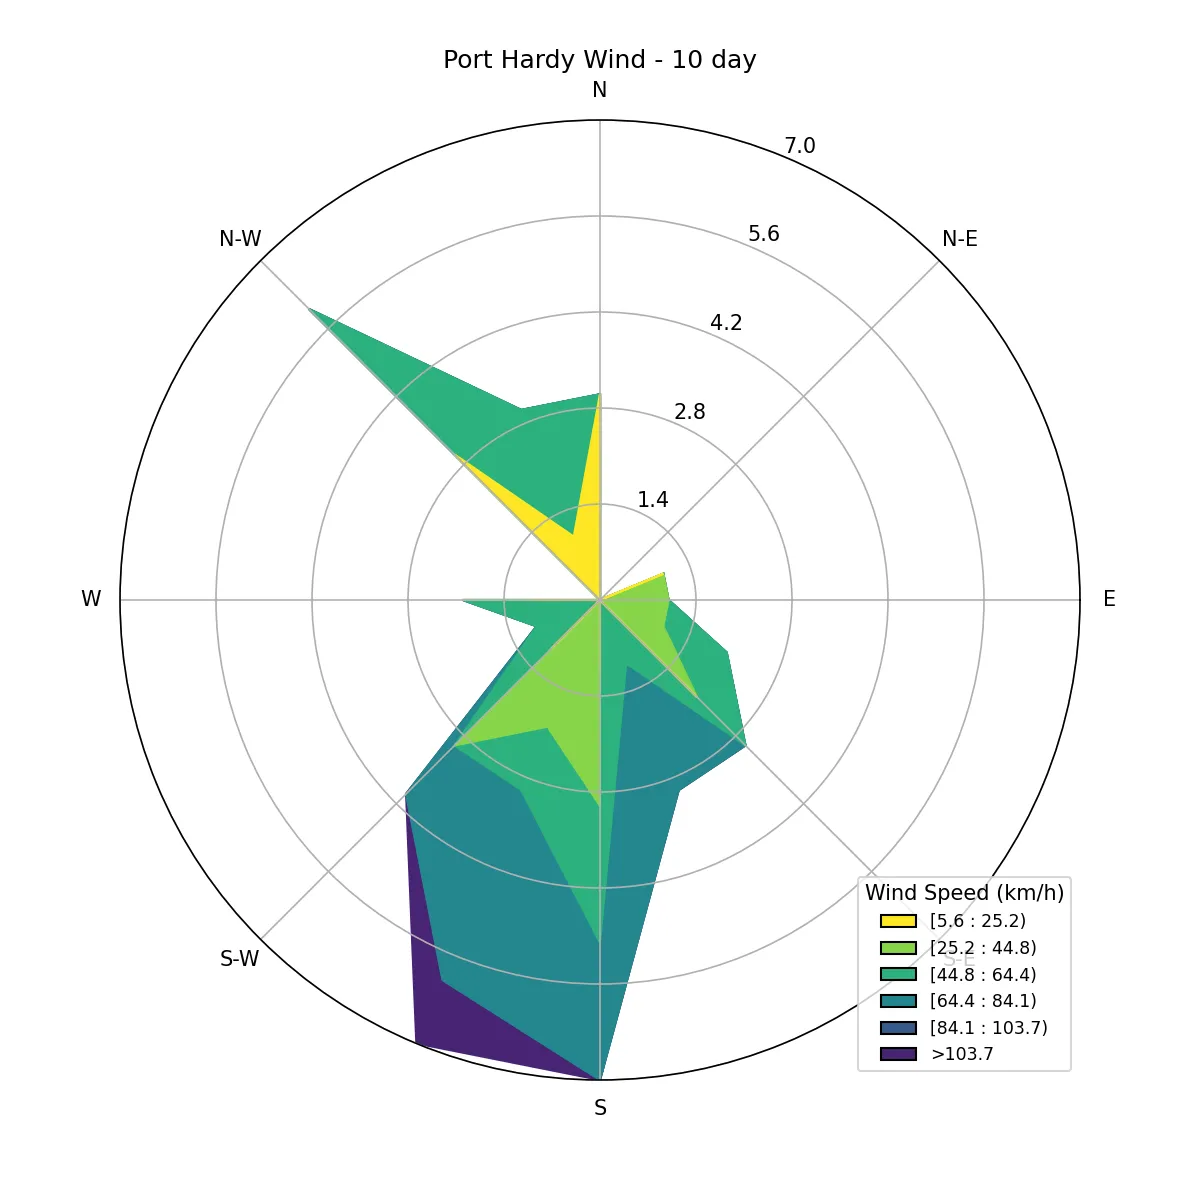 Port Hardy Wind - 10 day
N
7.0
N-W
5.6
N-E
4.2
2.8
1.4
W
E
Wind Speed (km/h)
[5.6 : 25.2)
[25.2 : 44.8)
S-W
S-E
[44.8 : 64.4)
[64.4 : 84.1)
[84.1 : 103.7)
>103.7
S